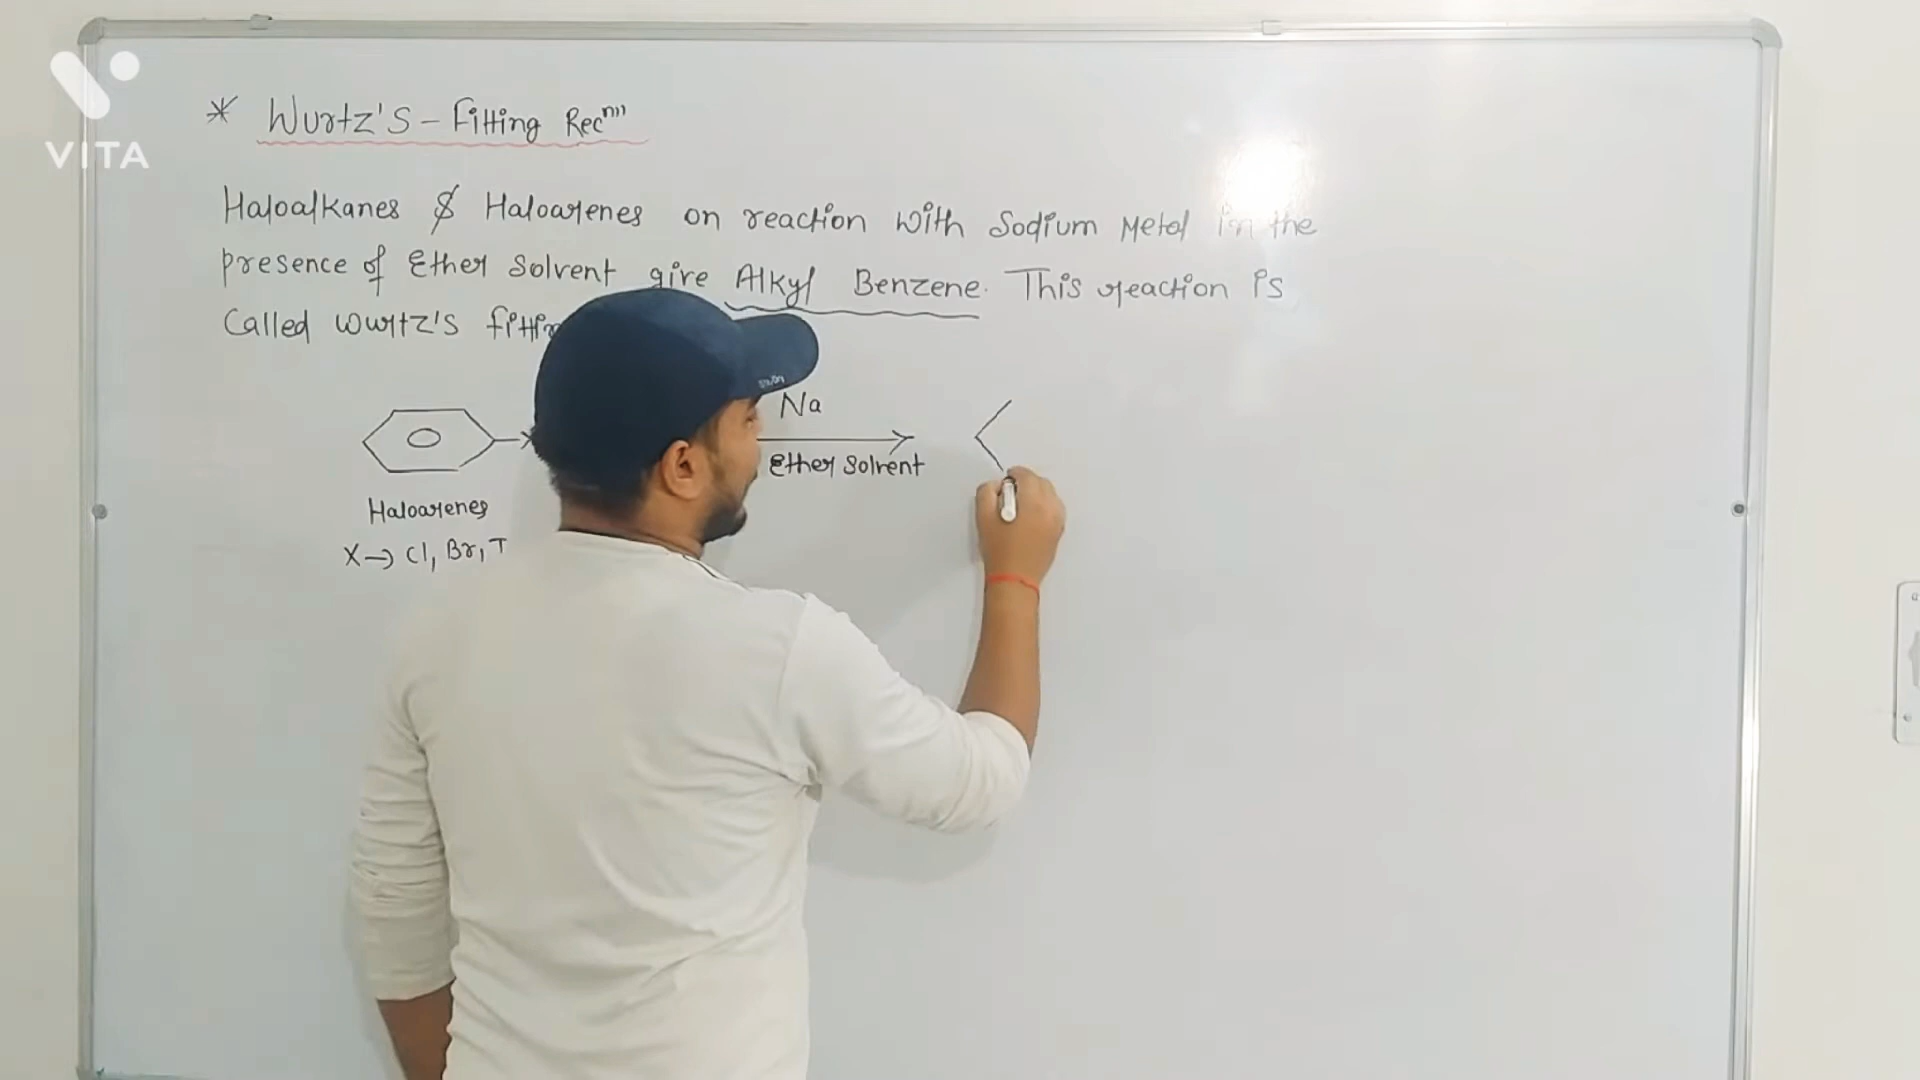 VITA
* Wurtz's - Fitting Recⁿ"
Haloalkanes & Haloarenes on reaction with Sodium Metal in the
presence of Ether Solvent give Alkyl Benzene. This reaction is
Called Wurtz's
Na
Ether Solvent
Haloarenes
X → Cl, Br, I